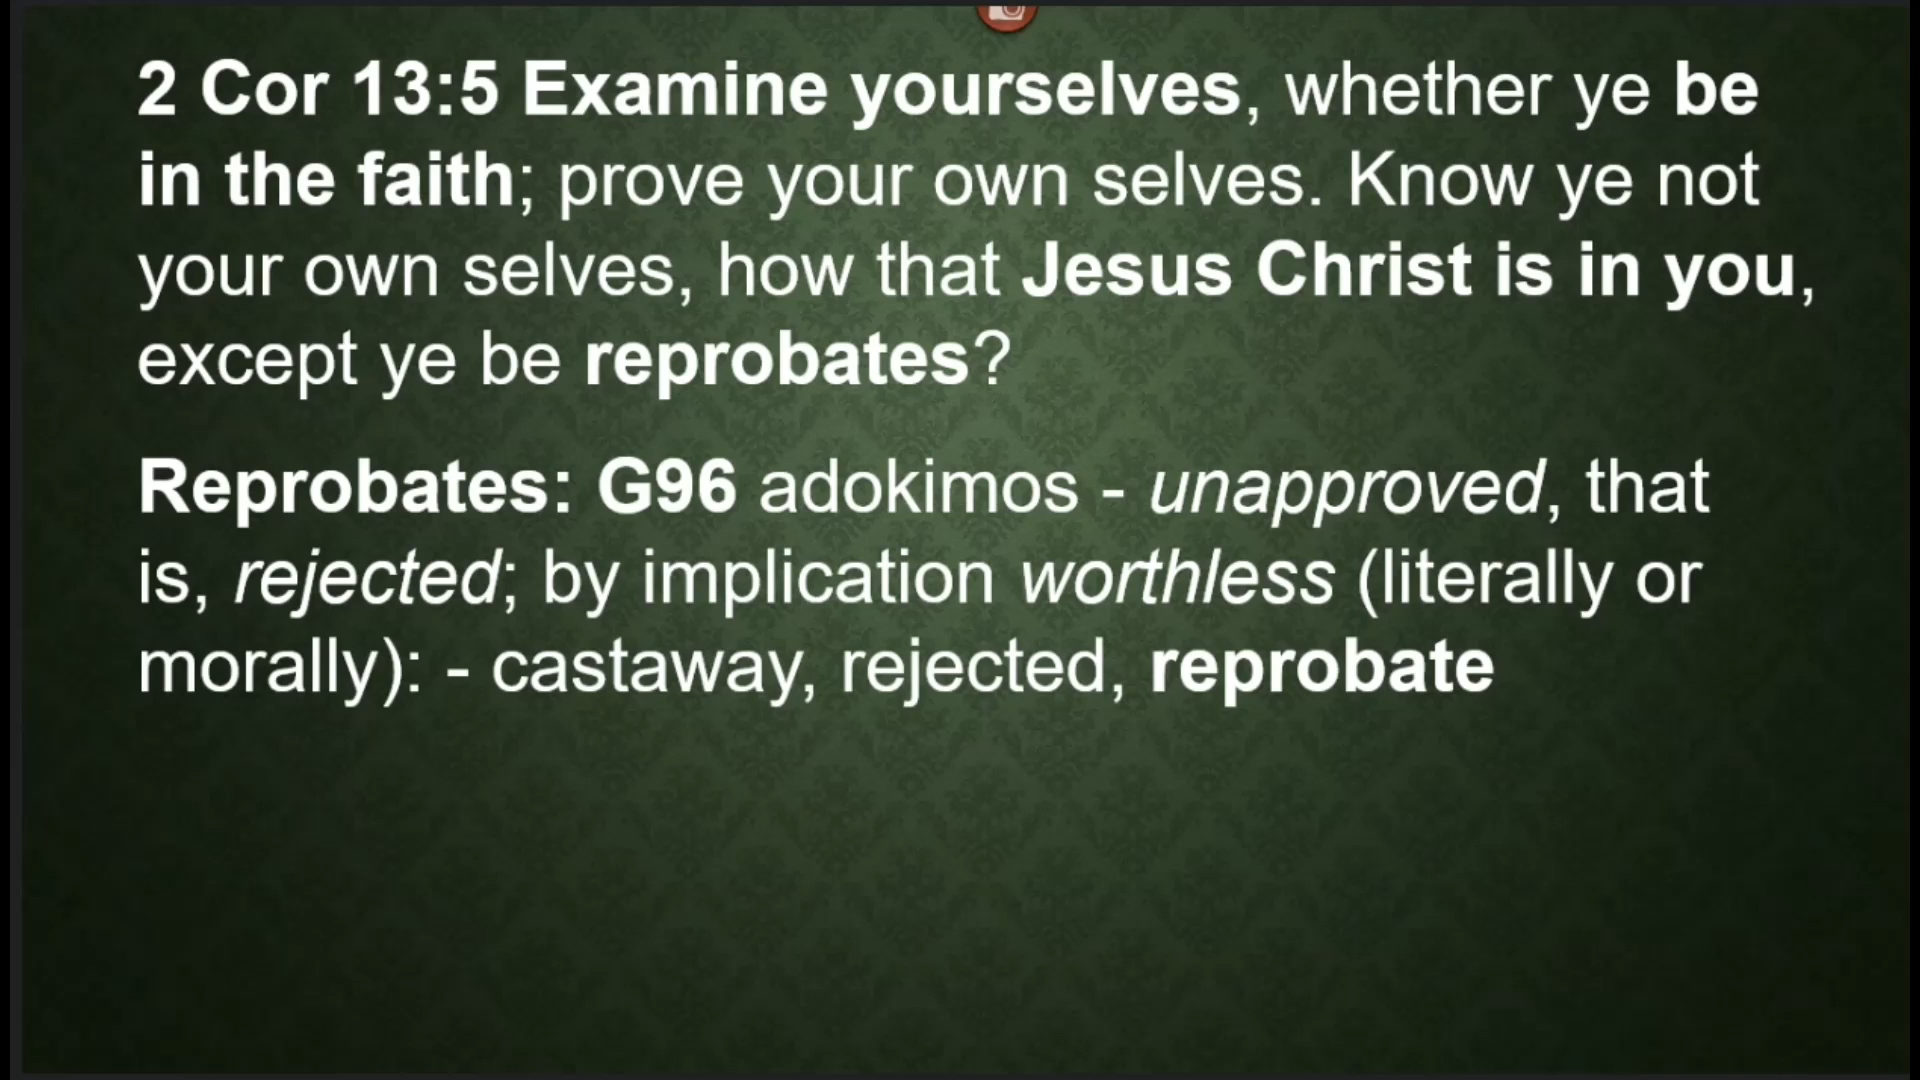 2 Cor 13:5 Examine yourselves, whether ye be
in the faith; prove your own selves. Know ye not
your own selves, how that Jesus Christ is in you,
except ye be reprobates?
Reprobates: G96 adokimos - unapproved, that
is, rejected; by implication worthless (literally or
morally): - castaway, rejected, reprobate